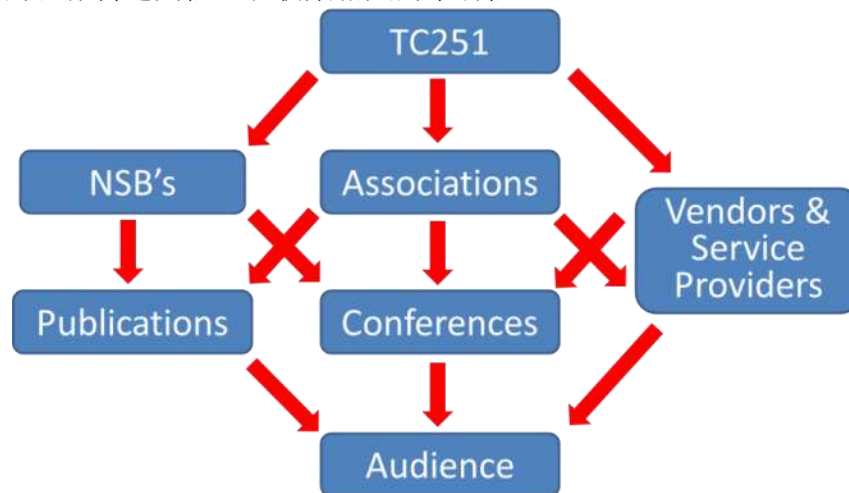 TC251
NSB's
Associations
Vendors &
Service
Providers
Publications
Conferences
Audience